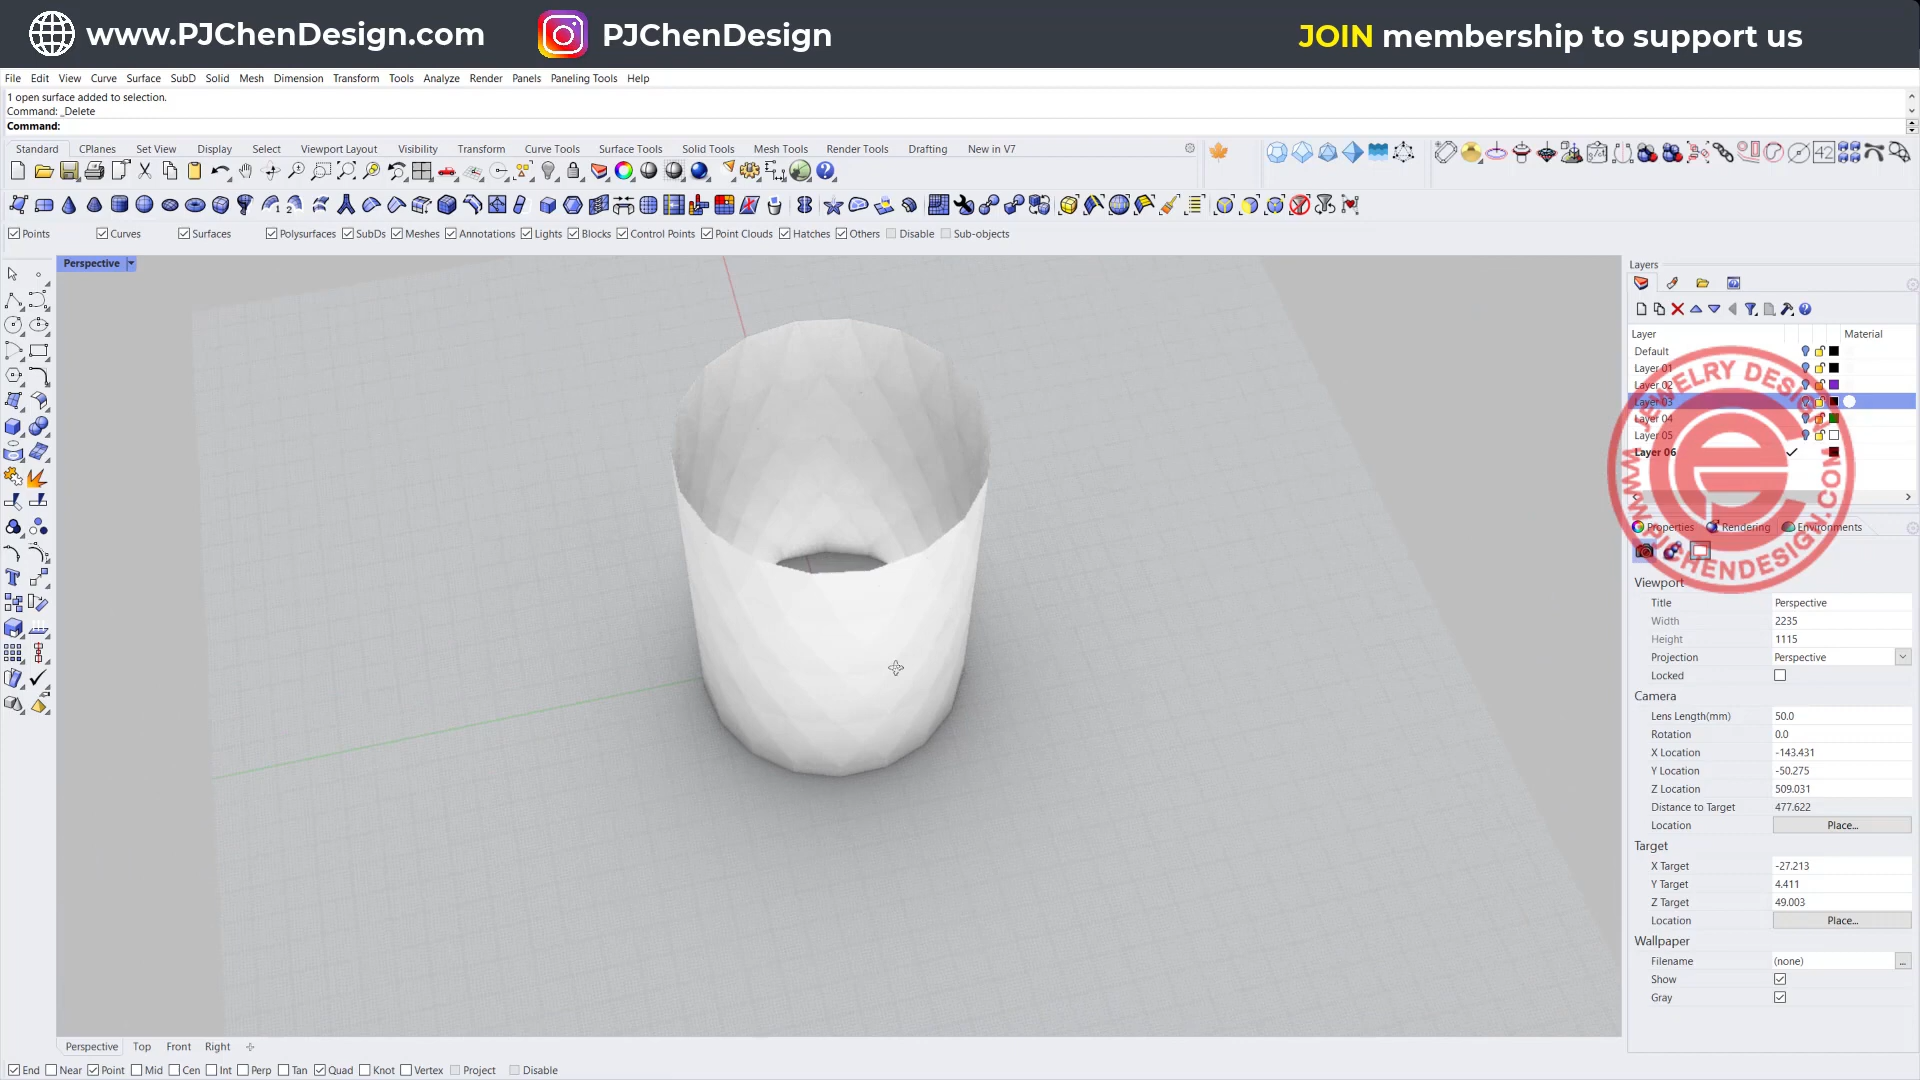 www.PJChenDesign.com PJChenDesign JOIN membership to support us
File Edit View Curve Surface SubD Solid Mesh Dimension Transform Tools Analyze Render Panels Paneling Tools Help
1 open surface added to selection.
Command: _Delete
Command:
Standard CPlanes Set View Display Select Viewport Layout Visibility Transform Curve Tools Surface Tools Solid Tools Mesh Tools Render Tools Drafting New in V7
Points Curves Surfaces Polysurfaces SubDs Meshes Annotations Lights Blocks Control Points Point Clouds Hatches Others Disable Sub-objects
Perspective
Layers
Layer Material
Default
Layer 01
Layer 02
Layer 03
Layer 04
Layer 05
Layer 06
JEWELRY DESIGN
WWW.PJCHENDESIGN.COM
Properties Rendering Environments
Viewport
Title Perspective
Width 2235
Height 1115
Projection Perspective
Locked
Camera
Lens Length(mm) 50.0
Rotation 0.0
X Location -143.431
Y Location -50.275
Z Location 509.031
Distance to Target 477.622
Location Place...
Target
X Target -27.213
Y Target 4.411
Z Target 49.003
Location Place...
Wallpaper
Filename (none) ...
Show
Gray
Perspective Top Front Right
End Near Point Mid Cen Int Perp Tan Quad Knot Vertex Project Disable